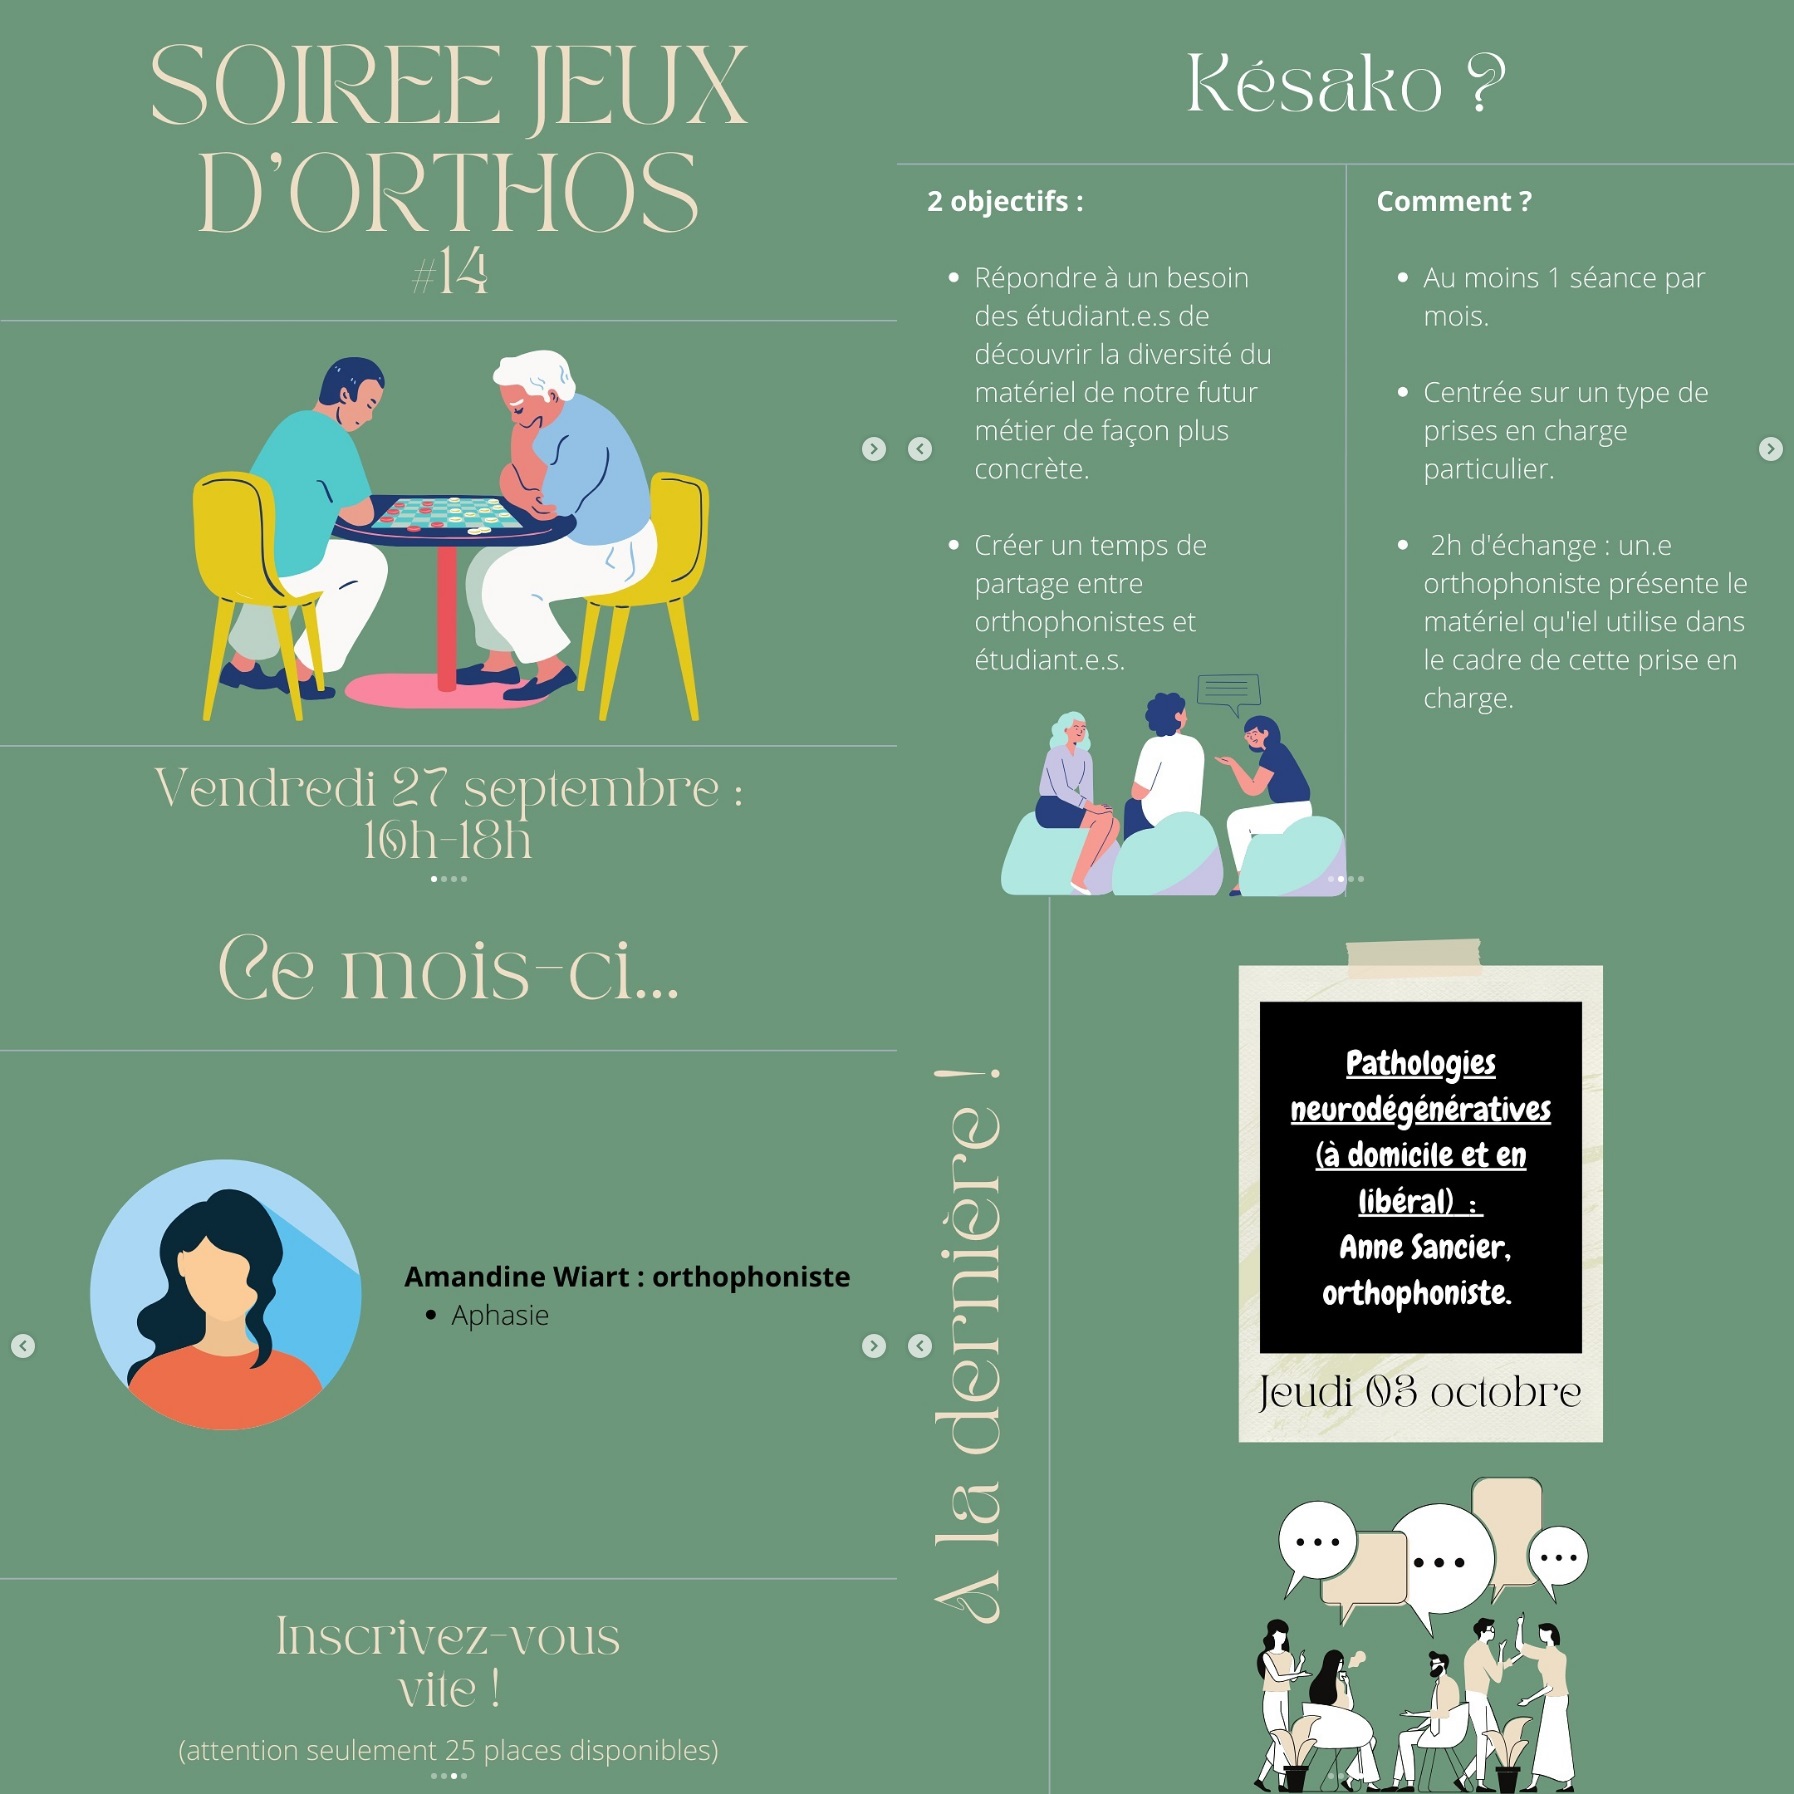 SOIREE JEUX
D'ORTHOS
#14
Vendredi 27 septembre :
16h-18h
Késako ?
2 objectifs :
• Répondre à un besoin
des étudiant.e.s de
découvrir la diversité du
matériel de notre futur
métier de façon plus
concrète.
• Créer un temps de
partage entre
orthophonistes et
étudiant.e.s.
Comment ?
• Au moins 1 séance par
mois.
• Centrée sur un type de
prises en charge
particulier.
• 2h d'échange : un.e
orthophoniste présente le
matériel qu'iel utilise dans
le cadre de cette prise en
charge.
Ce mois-ci...
Amandine Wiart : orthophoniste
• Aphasie
Inscrivez-vous
vite !
(attention seulement 25 places disponibles)
A la dernière !
Pathologies
neurodégénératives
(à domicile et en
libéral) :
Anne Sancier,
orthophoniste.
Jeudi 03 octobre